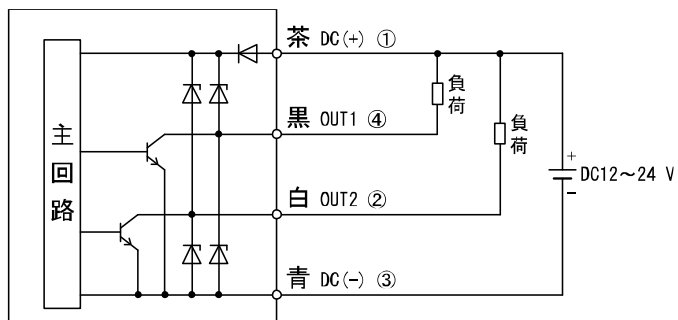 茶 DC(+) ①
負荷
黒 OUT1 ④
負荷
主回路
+
DC12～24 V
-
白 OUT2 ②
青 DC(-) ③